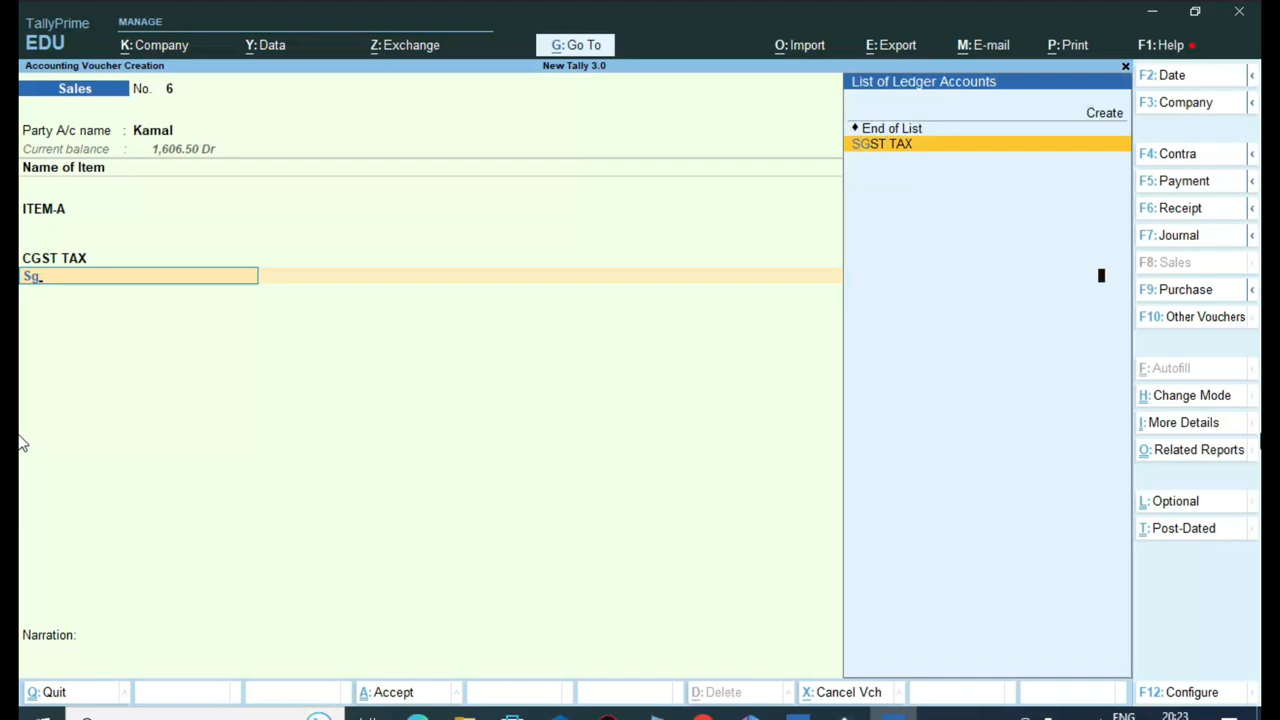 TallyPrime
EDU
MANAGE
K: Company
Y: Data
Z: Exchange
G: Go To
O: Import
E: Export
M: E-mail
P: Print
F1: Help
Accounting Voucher Creation
New Tally 3.0
Sales
No. 6
Party A/c name : Kamal
Current balance : 1,606.50 Dr
Name of Item
ITEM-A
CGST TAX
Sg
Narration:
List of Ledger Accounts
Create
♦ End of List
SGST TAX
F2: Date
F3: Company
F4: Contra
F5: Payment
F6: Receipt
F7: Journal
F8: Sales
F9: Purchase
F10: Other Vouchers
F: Autofill
H: Change Mode
I: More Details
O: Related Reports
L: Optional
T: Post-Dated
Q: Quit
A: Accept
D: Delete
X: Cancel Vch
F12: Configure
20:23